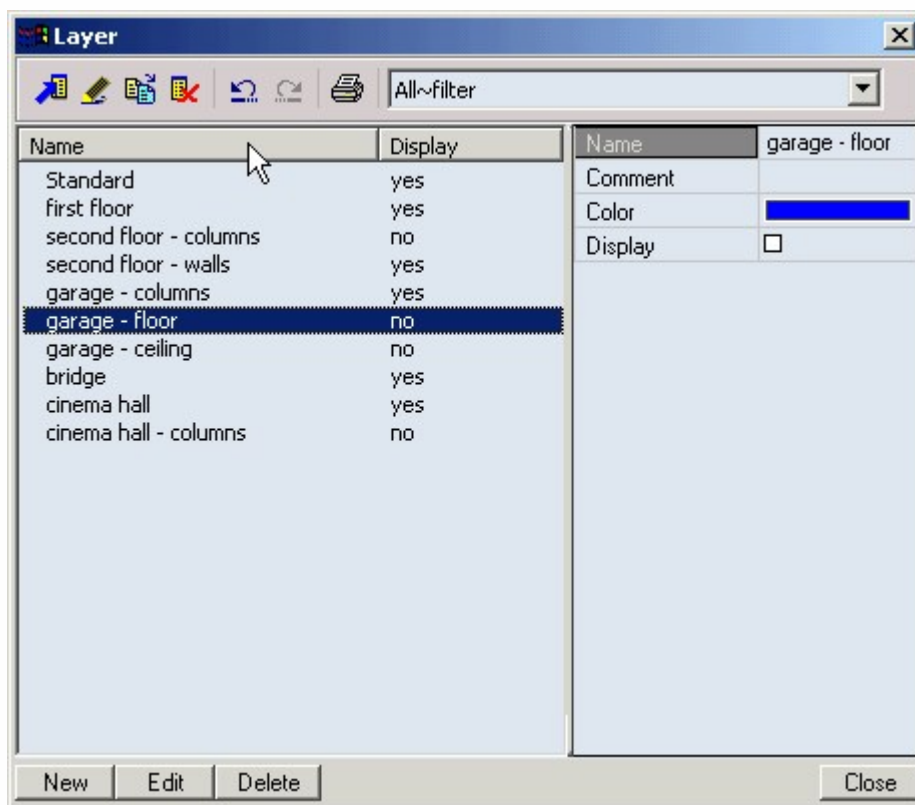 Layer
All~filter
Name Display
Standard yes
first floor yes
second floor - columns no
second floor - walls yes
garage - columns yes
garage - floor no
garage - ceiling no
bridge yes
cinema hall yes
cinema hall - columns no
Name garage - floor
Comment
Color
Display
New Edit Delete Close